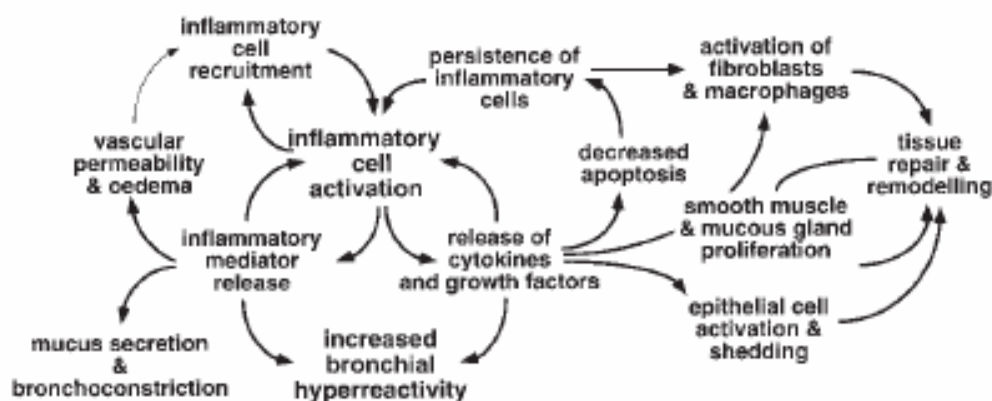 inflammatory
cell
recruitment
persistence of
inflammatory
cells
activation of
fibroblasts
& macrophages
vascular
permeability
& oedema
inflammatory
cell
activation
decreased
apoptosis
tissue
repair &
remodelling
smooth muscle
& mucous gland
proliferation
inflammatory
mediator
release
release of
cytokines
and growth factors
epithelial cell
activation &
shedding
mucus secretion
&
bronchoconstriction
increased
bronchial
hyperreactivity